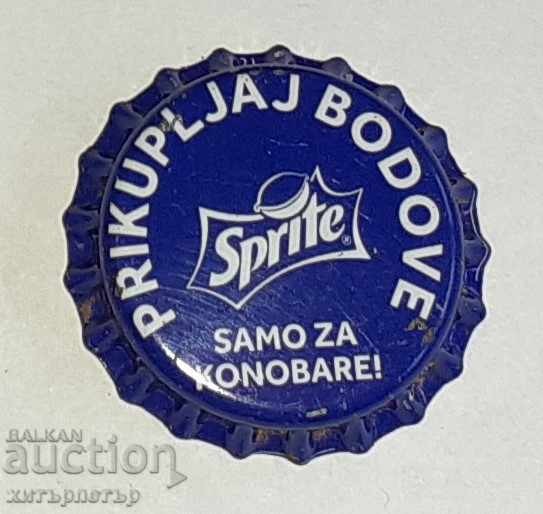 PRIKUPLJAJ BODOVE
Sprite®
SAMO ZA
KONOBARE!
BALKAN
auction
хитърпетър